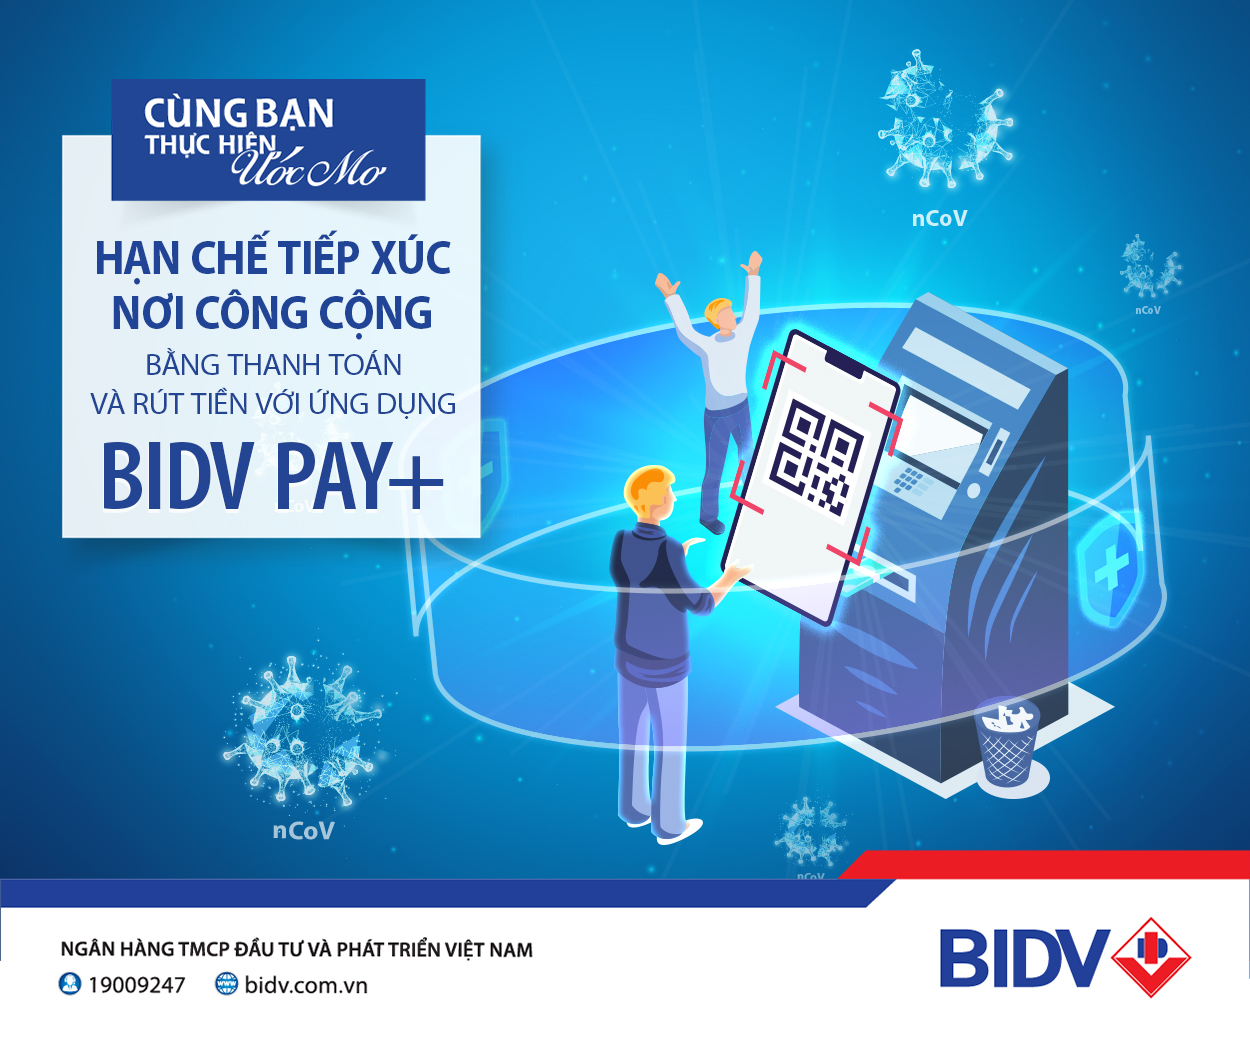 CÙNG BẠN
THỰC HIỆN
Ước Mơ
HẠN CHẾ TIẾP XÚC
NƠI CÔNG CỘNG
BẰNG THANH TOÁN
VÀ RÚT TIỀN VỚI ỨNG DỤNG
BIDV PAY+
nCoV
nCoV
nCoV
nCoV
NGÂN HÀNG TMCP ĐẦU TƯ VÀ PHÁT TRIỂN VIỆT NAM
19009247
www
bidv.com.vn
BIDV